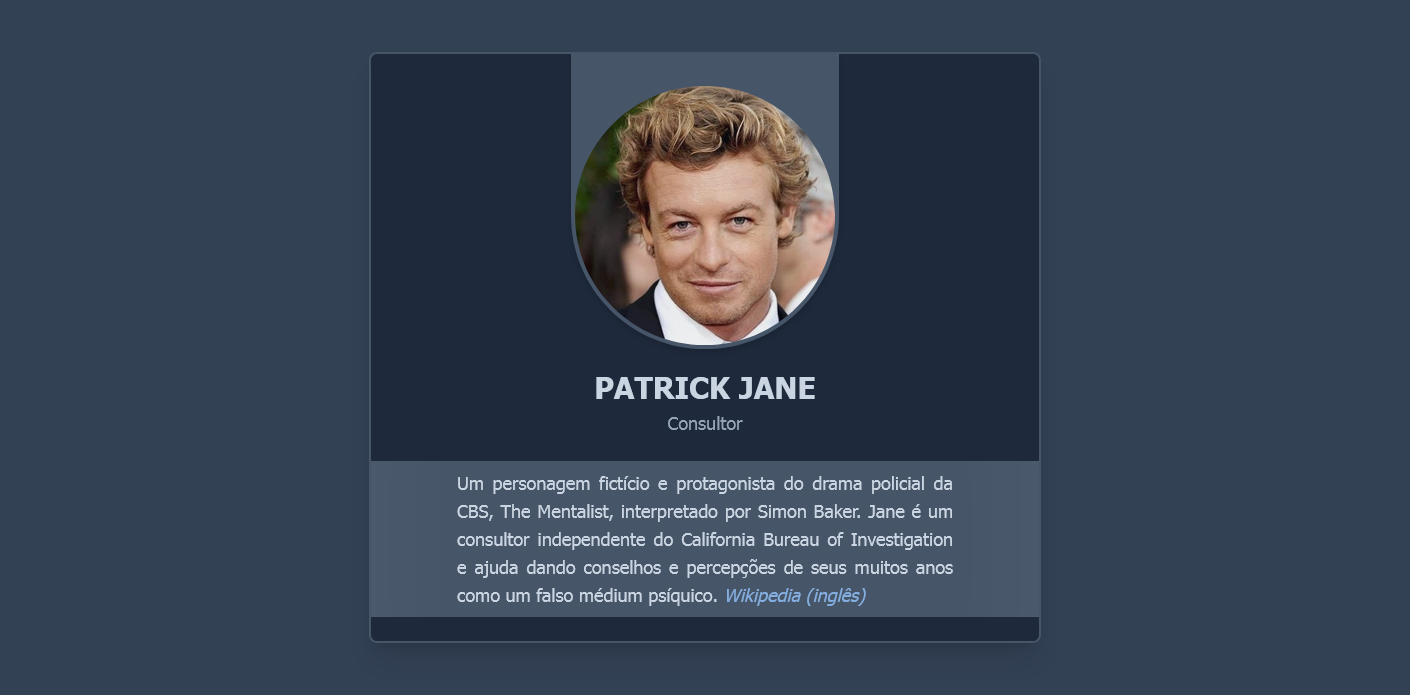 PATRICK JANE
Consultor
Um personagem fictício e protagonista do drama policial da
CBS, The Mentalist, interpretado por Simon Baker. Jane é um
consultor independente do California Bureau of Investigation
e ajuda dando conselhos e percepções de seus muitos anos
como um falso médium psíquico. Wikipedia (inglês)